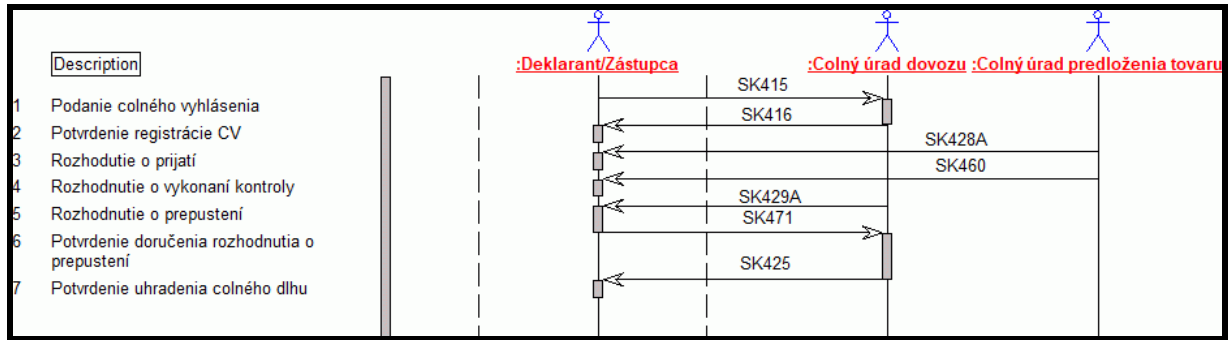 Description
:Deklarant/Zástupca
:Colný úrad dovozu
:Colný úrad predloženia tovaru
SK415
1 Podanie colného vyhlásenia
SK416
2 Potvrdenie registrácie CV
SK428A
3 Rozhodutie o prijatí
SK460
4 Rozhodnutie o vykonaní kontroly
SK429A
5 Rozhodnutie o prepustení
SK471
6 Potvrdenie doručenia rozhodnutia o
prepustení
SK425
7 Potvrdenie uhradenia colného dlhu